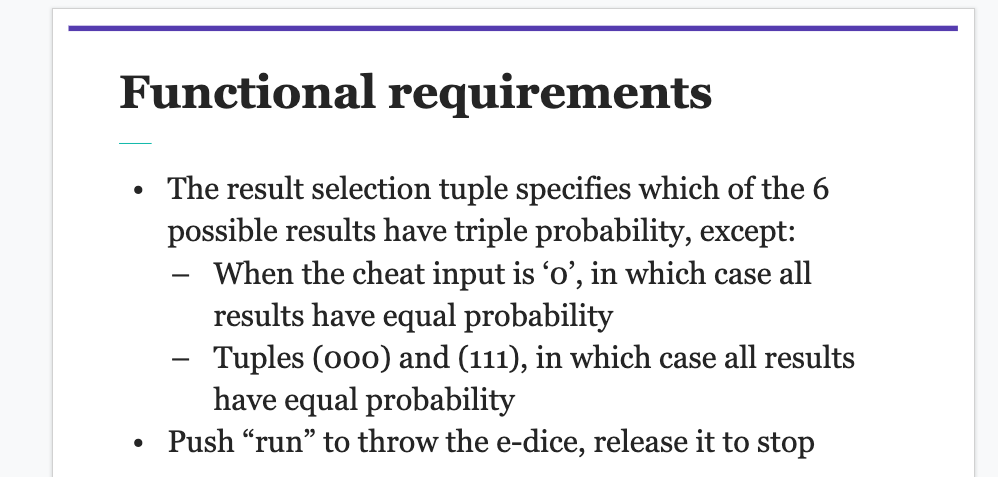 Functional requirements
• The result selection tuple specifies which of the 6
possible results have triple probability, except:
– When the cheat input is ‘0’, in which case all
results have equal probability
– Tuples (000) and (111), in which case all results
have equal probability
• Push “run” to throw the e-dice, release it to stop